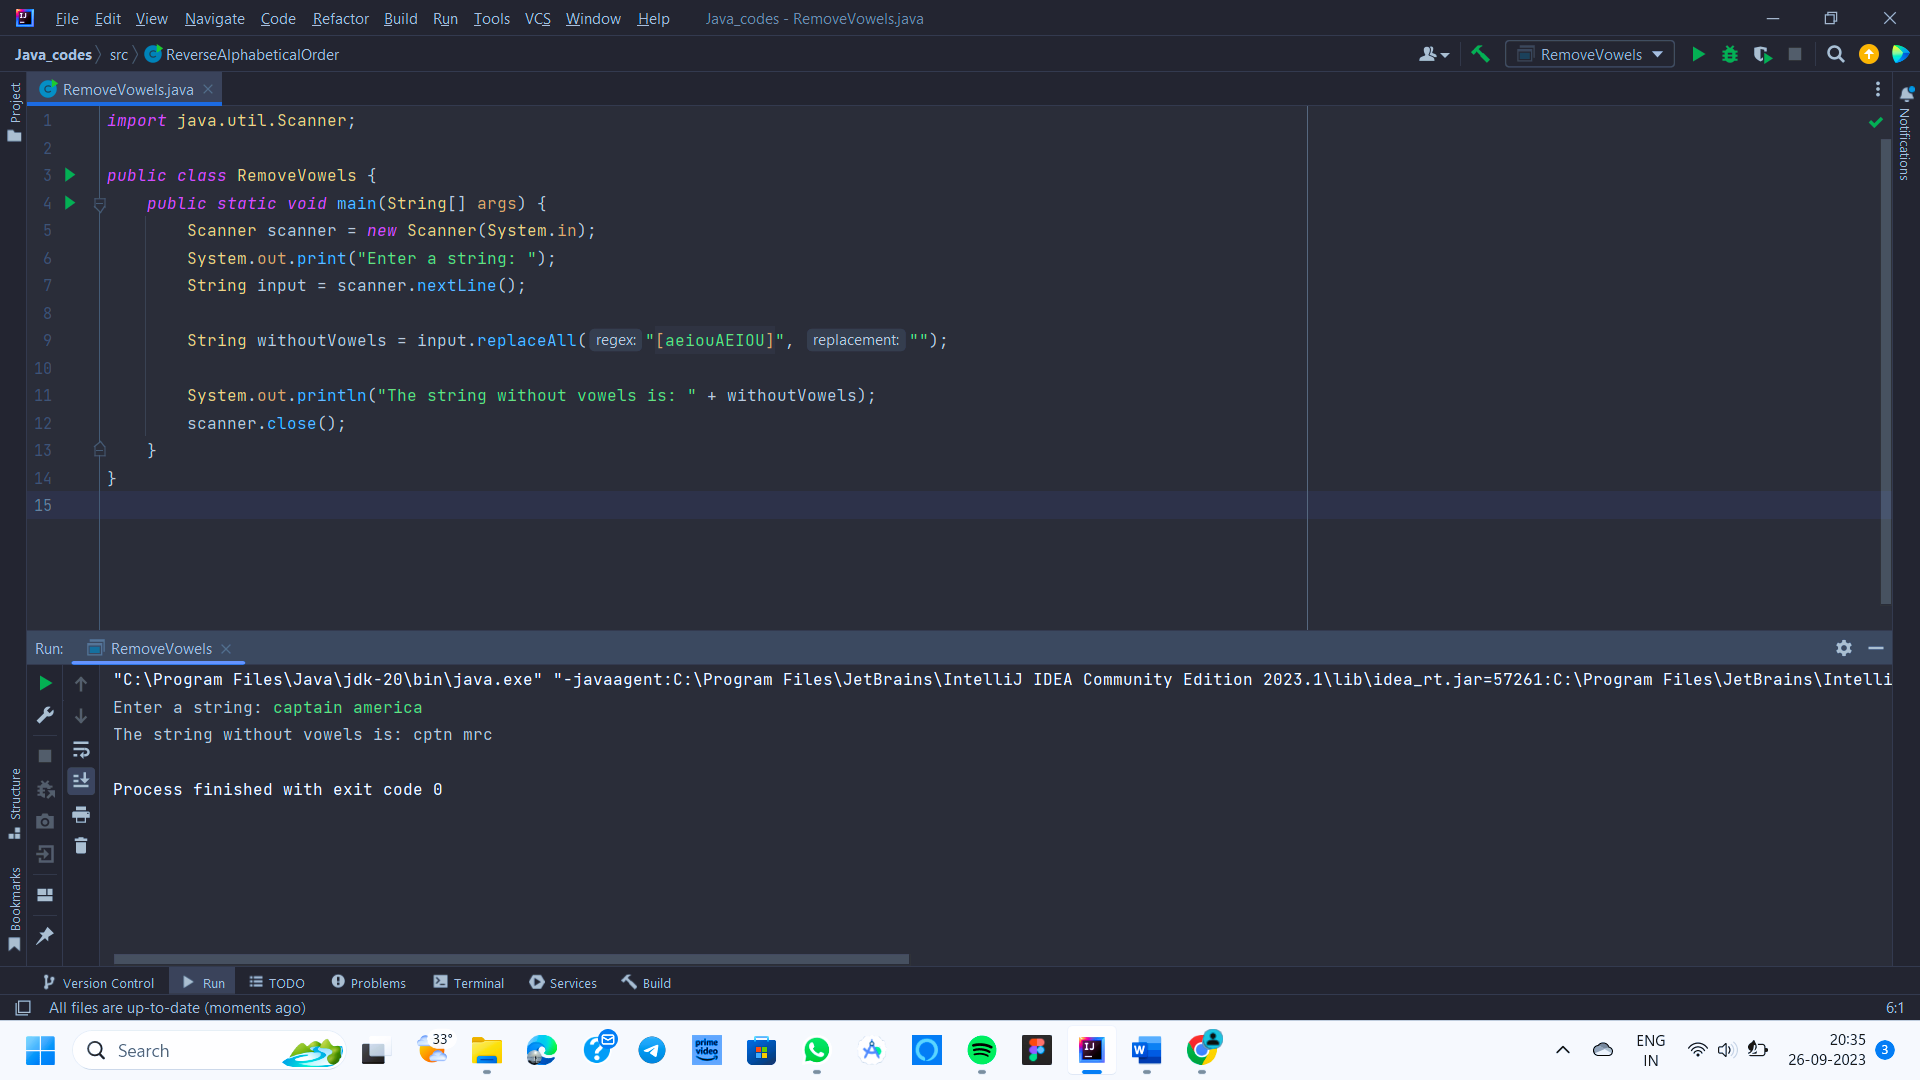 File Edit View Navigate Code Refactor Build Run Tools VCS Window Help Java_codes - RemoveVowels.java
Java_codes src ReverseAlphabeticalOrder RemoveVowels
Project RemoveVowels.java
Notifications
1 import java.util.Scanner;
2
3 public class RemoveVowels {
4 public static void main(String[] args) {
5 Scanner scanner = new Scanner(System.in);
6 System.out.print("Enter a string: ");
7 String input = scanner.nextLine();
8
9 String withoutVowels = input.replaceAll( regex: "[aeiouAEIOU]", replacement: "");
10
11 System.out.println("The string without vowels is: " + withoutVowels);
12 scanner.close();
13 }
14 }
15
Run: RemoveVowels
"C:\Program Files\Java\jdk-20\bin\java.exe" "-javaagent:C:\Program Files\JetBrains\IntelliJ IDEA Community Edition 2023.1\lib\idea_rt.jar=57261:C:\Program Files\JetBrains\Intelli
Enter a string: captain america
The string without vowels is: cptn mrc
Process finished with exit code 0
Structure
Bookmarks
Version Control Run TODO Problems Terminal Services Build
All files are up-to-date (moments ago) 6:1
Search 33° prime video ENG 20:35
IN 26-09-2023 3